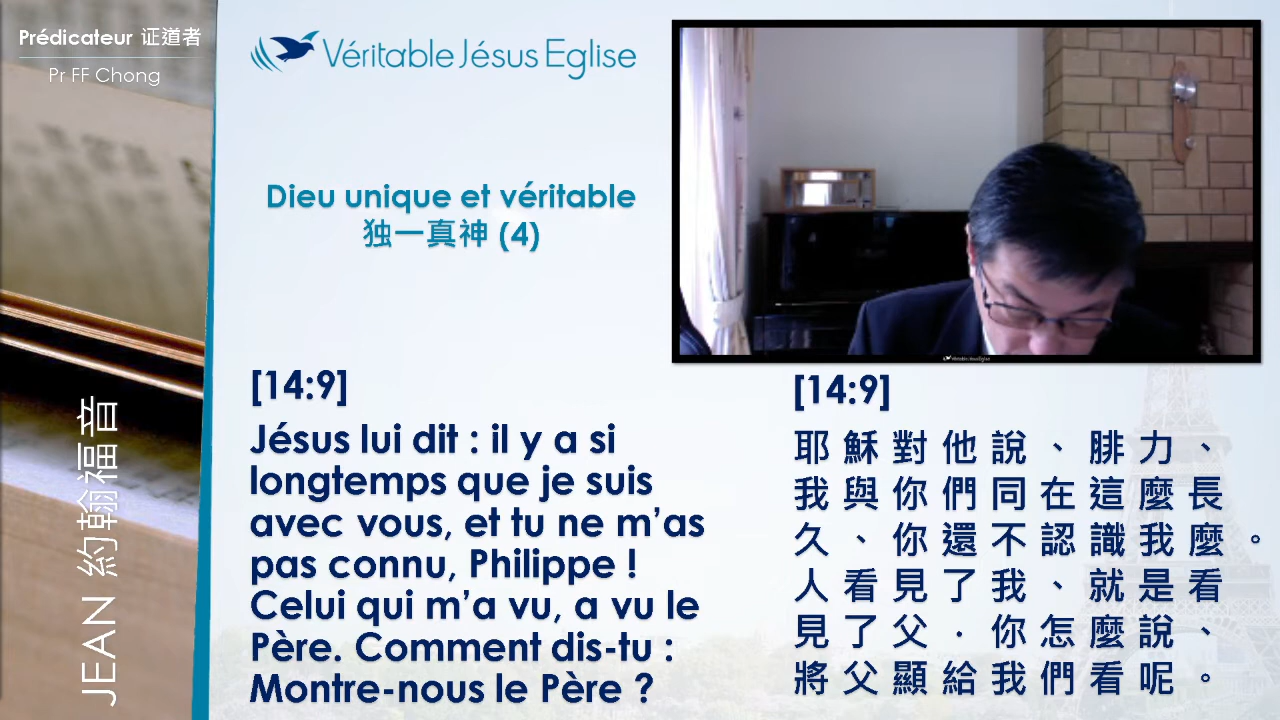 Prédicateur 证道者
Pr FF Chong
Véritable Jésus Eglise
Dieu unique et véritable
独一真神 (4)
[14:9]
Jésus lui dit : il y a si
longtemps que je suis
avec vous, et tu ne m’as
pas connu, Philippe !
Celui qui m’a vu, a vu le
Père. Comment dis-tu :
Montre-nous le Père ?
[14:9]
耶穌對他說、腓力、
我與你們同在這麼長
久、你還不認識我麼。
人看見了我、就是看
見了父．你怎麼說、
將父顯給我們看呢。
JEAN 約翰福音
Véritable Jésus Eglise